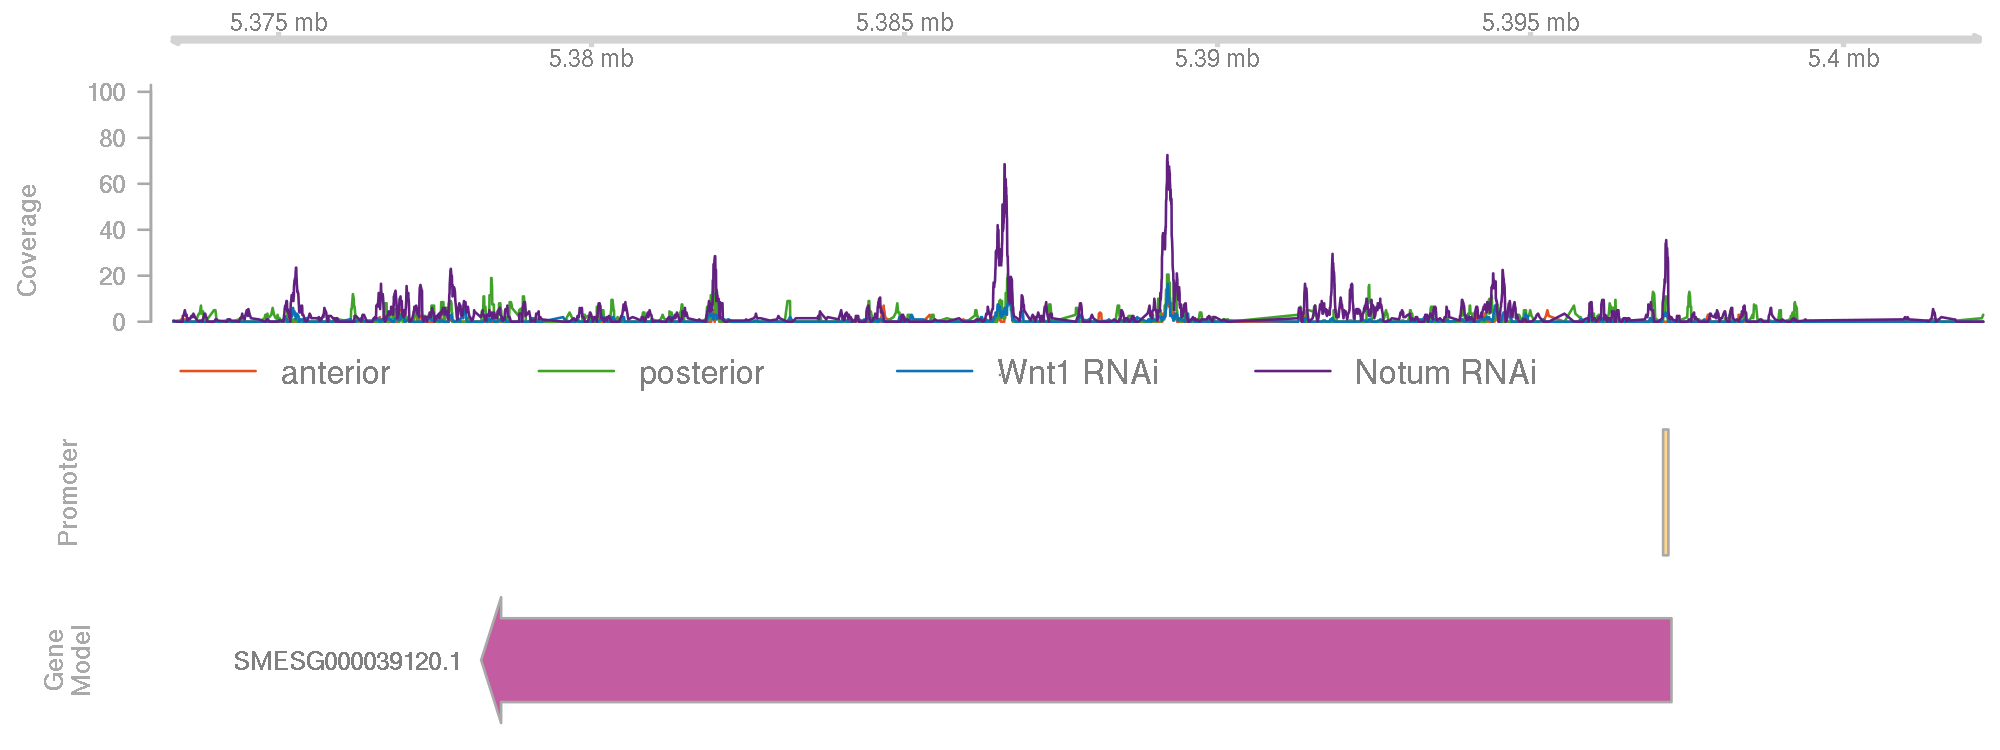 5.375 mb 5.385 mb 5.395 mb
5.38 mb 5.39 mb 5.4 mb
100
80
60
40
20
0
Coverage
anterior posterior Wnt1 RNAi Notum RNAi
Promoter
Gene
Model
SMESG000039120.1